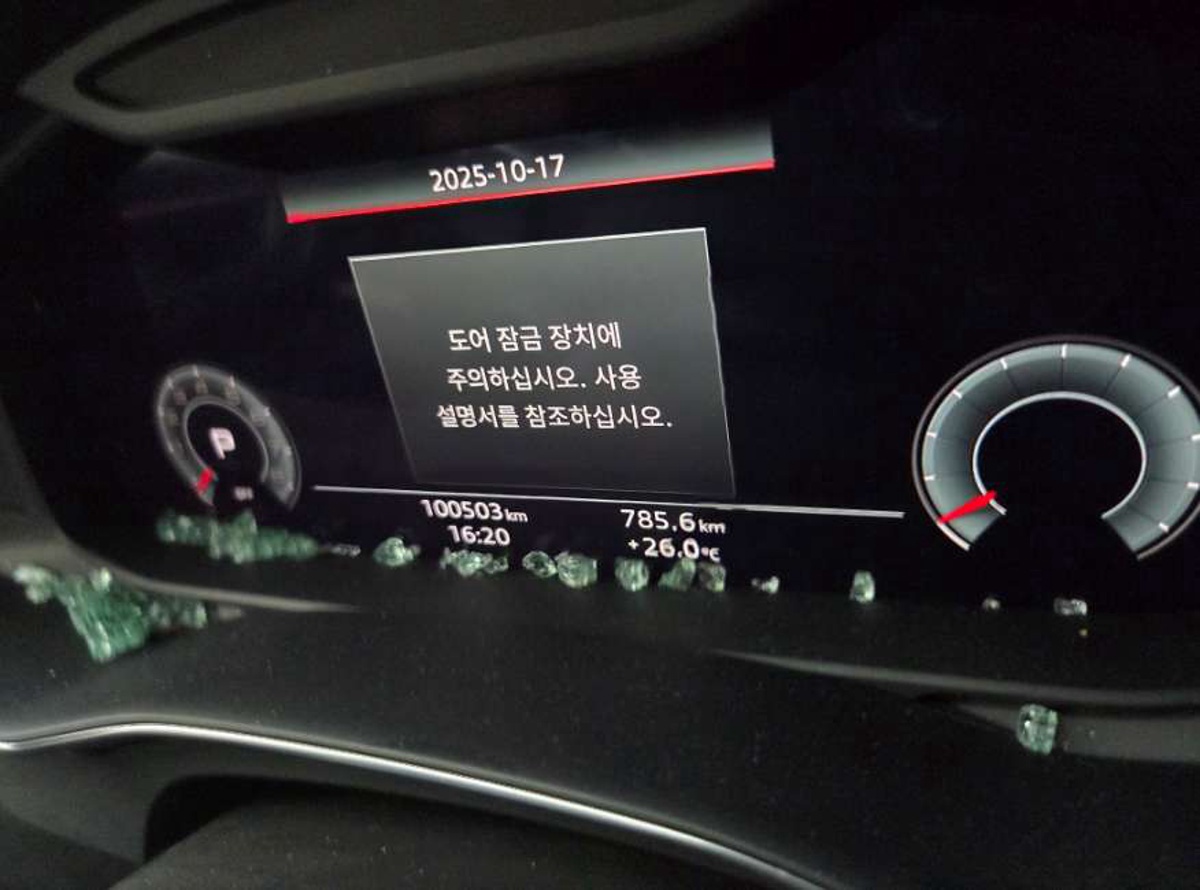 2025-10-17
도어 잠금 장치에
주의하십시오. 사용
설명서를 참조하십시오.
P
100503 km
785.6 km
16:20
+26.0 °C